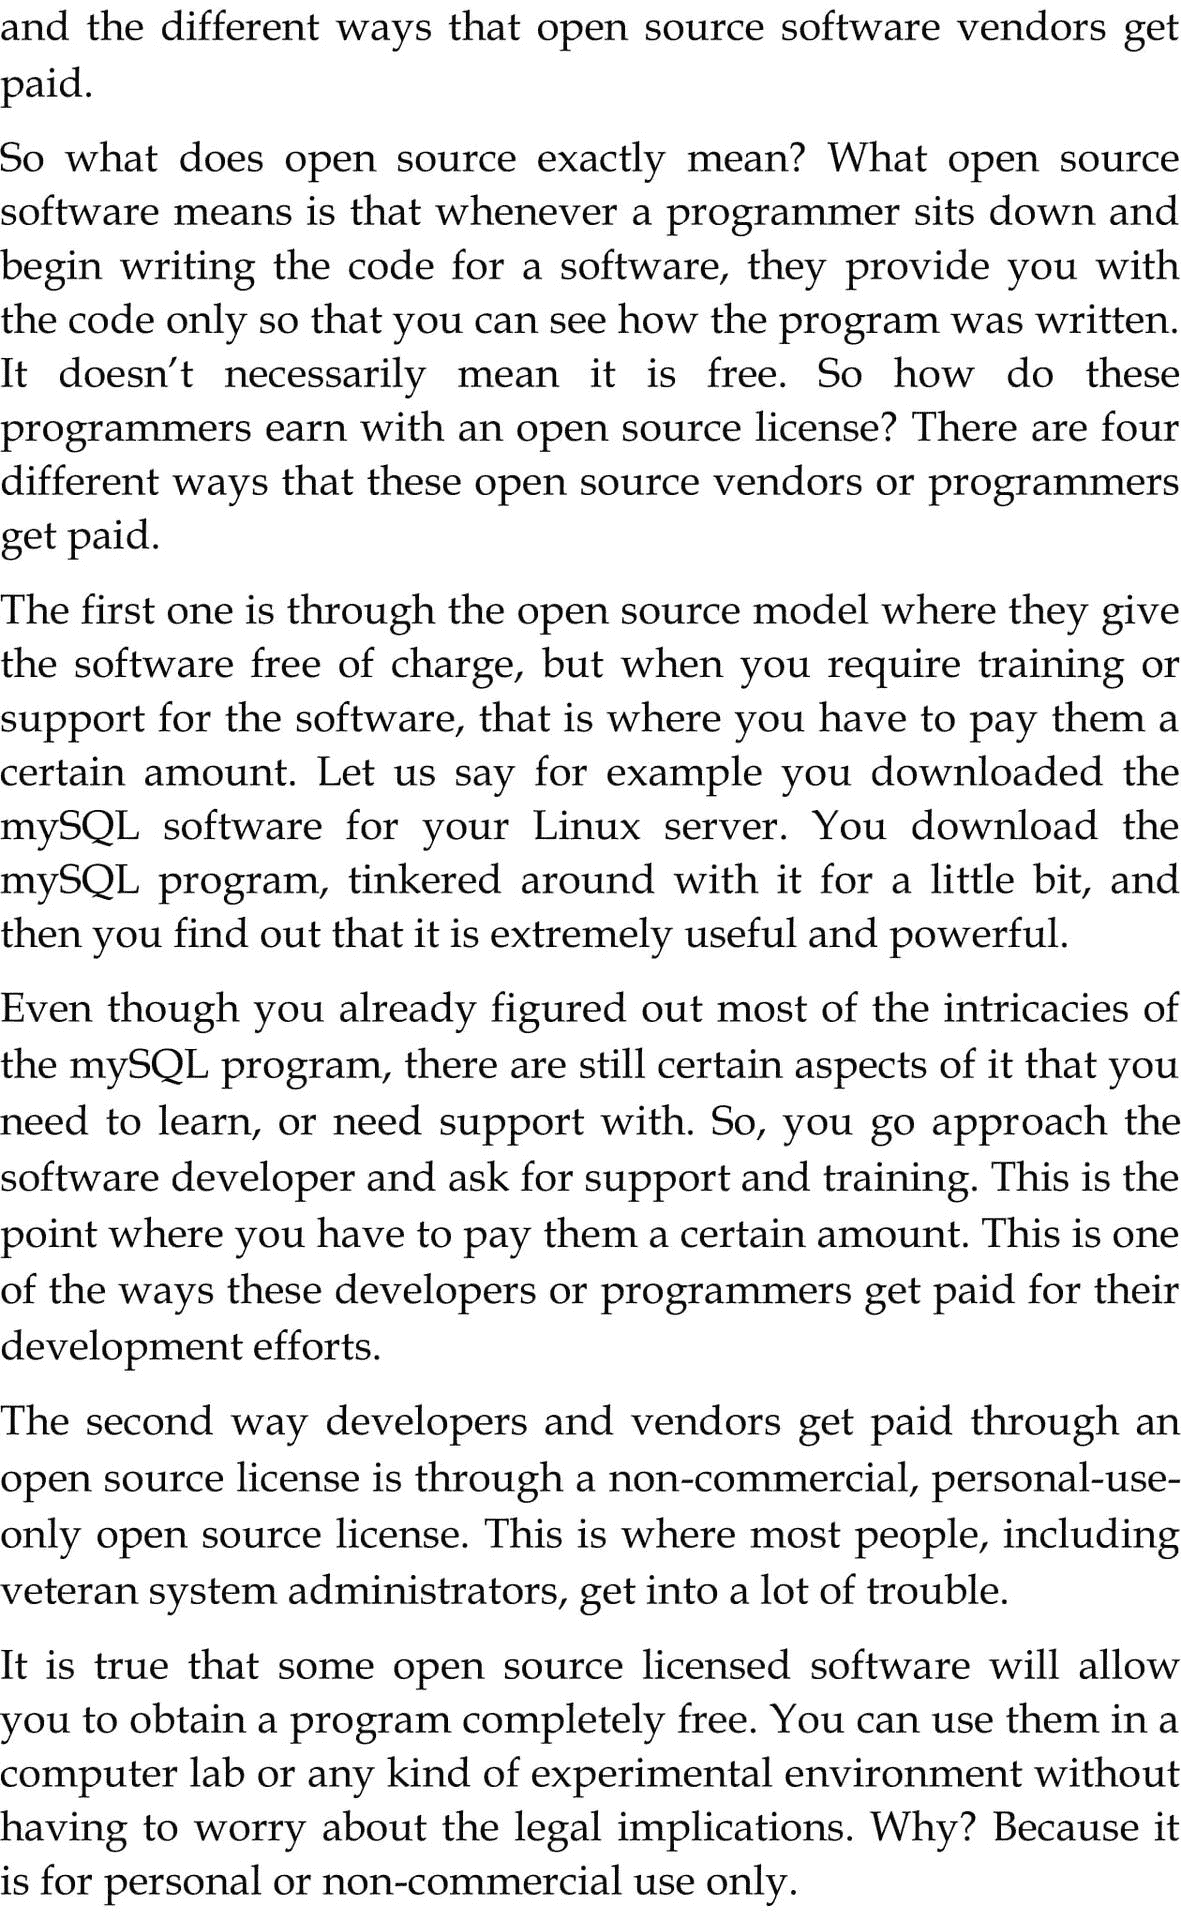 and the different ways that open source software vendors get
paid.
So what does open source exactly mean? What open source
software means is that whenever a programmer sits down and
begin writing the code for a software, they provide you with
the code only so that you can see how the program was written.
It doesn’t necessarily mean it is free. So how do these
programmers earn with an open source license? There are four
different ways that these open source vendors or programmers
get paid.
The first one is through the open source model where they give
the software free of charge, but when you require training or
support for the software, that is where you have to pay them a
certain amount. Let us say for example you downloaded the
mySQL software for your Linux server. You download the
mySQL program, tinkered around with it for a little bit, and
then you find out that it is extremely useful and powerful.
Even though you already figured out most of the intricacies of
the mySQL program, there are still certain aspects of it that you
need to learn, or need support with. So, you go approach the
software developer and ask for support and training. This is the
point where you have to pay them a certain amount. This is one
of the ways these developers or programmers get paid for their
development efforts.
The second way developers and vendors get paid through an
open source license is through a non-commercial, personal-use-
only open source license. This is where most people, including
veteran system administrators, get into a lot of trouble.
It is true that some open source licensed software will allow
you to obtain a program completely free. You can use them in a
computer lab or any kind of experimental environment without
having to worry about the legal implications. Why? Because it
is for personal or non-commercial use only.